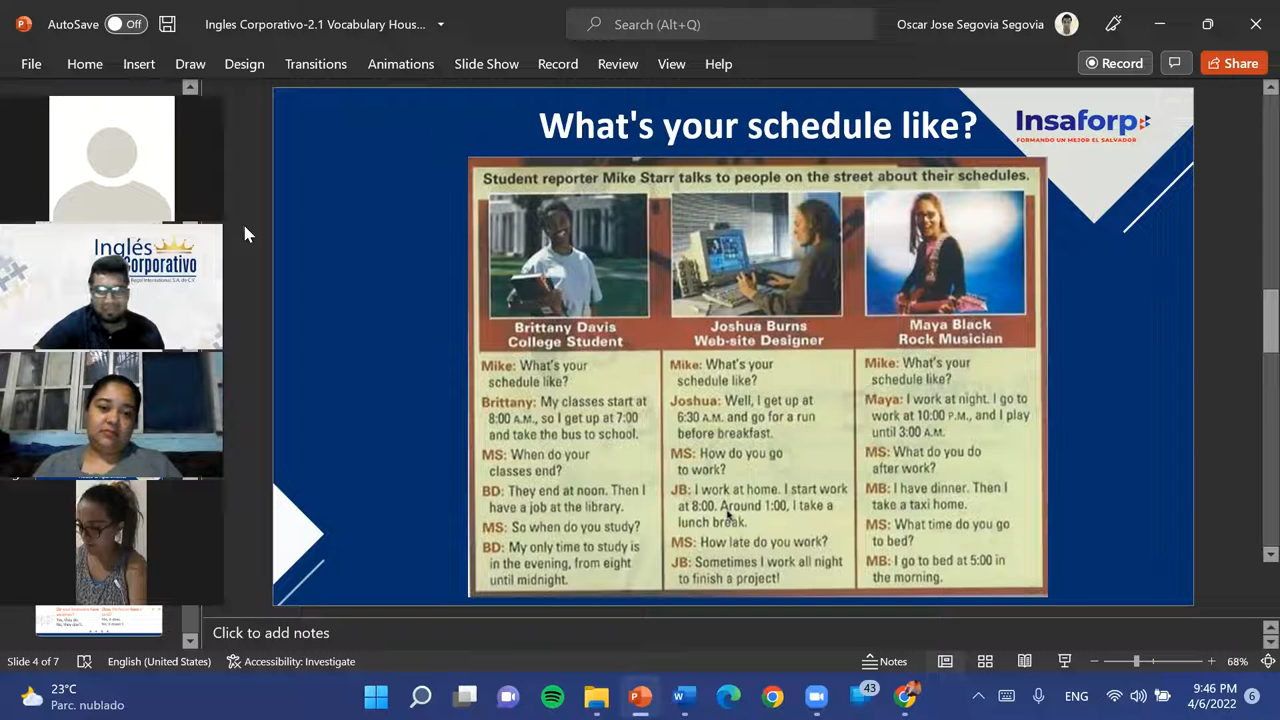 AutoSave Off
Ingles Corporativo-2.1 Vocabulary Hous...
Search (Alt+Q)
Oscar Jose Segovia Segovia
File Home Insert Draw Design Transitions Animations Slide Show Record Review View Help
Record
Share
Inglés
Corporativo
What's your schedule like?
Insaforp
FORMANDO UN MEJOR EL SALVADOR
Student reporter Mike Starr talks to people on the street about their schedules.
Brittany Davis
College Student
Mike: What's your
schedule like?
Brittany: My classes start at
8:00 A.M., so I get up at 7:00
and take the bus to school.
MS: When do your
classes end?
BD: They end at noon. Then I
have a job at the library.
MS: So when do you study?
BD: My only time to study is
in the evening, from eight
until midnight.
Joshua Burns
Web-site Designer
Mike: What's your
schedule like?
Joshua: Well, I get up at
6:30 A.M. and go for a run
before breakfast.
MS: How do you go
to work?
JB: I work at home. I start work
at 8:00. Around 1:00, I take a
lunch break.
MS: How late do you work?
JB: Sometimes I work all night
to finish a project!
Maya Black
Rock Musician
Mike: What's your
schedule like?
Maya: I work at night. I go to
work at 10:00 P.M., and I play
until 3:00 A.M.
MS: What do you do
after work?
MB: I have dinner. Then I
take a taxi home.
MS: What time do you go
to bed?
MB: I go to bed at 5:00 in
the morning.
Click to add notes
Slide 4 of 7
English (United States)
Accessibility: Investigate
Notes
68%
23°C
Parc. nublado
43
ENG
9:46 PM
4/6/2022
6